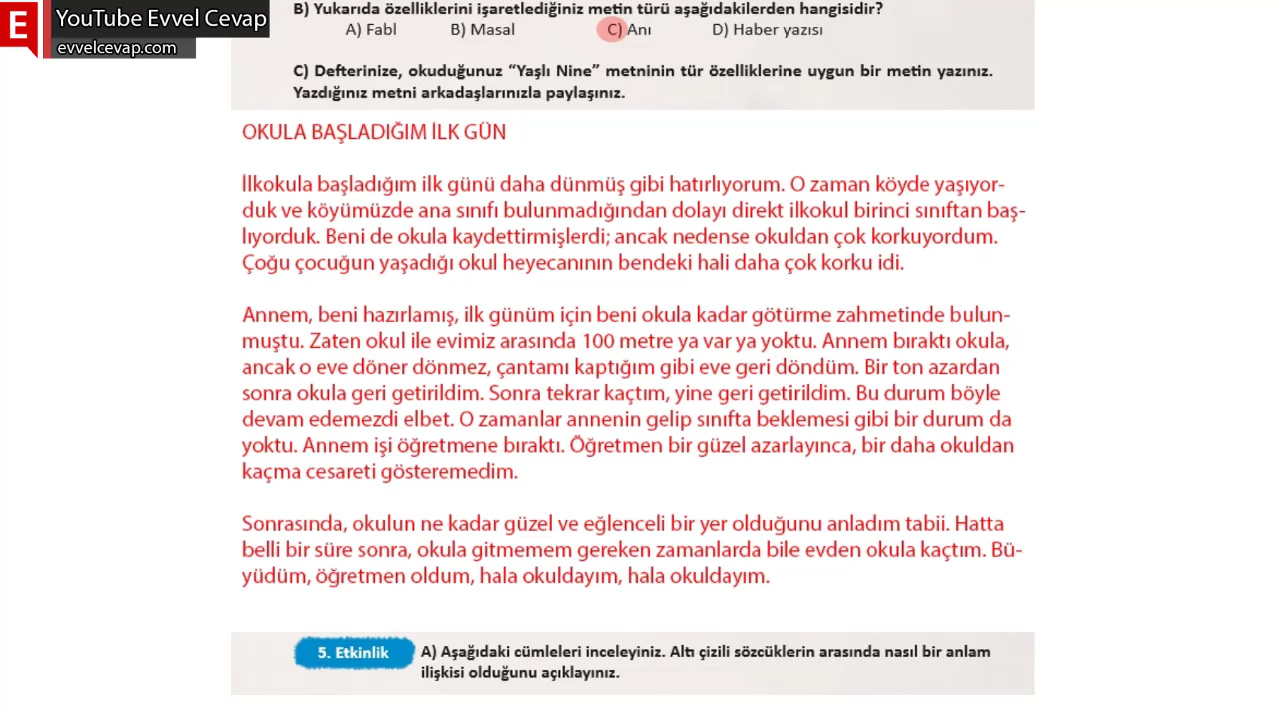 E
YouTube Evvel Cevap
evvelcevap.com
B) Yukarıda özelliklerini işaretlediğiniz metin türü aşağıdakilerden hangisidir?
A) Fabl B) Masal C) Anı D) Haber yazısı
C) Defterinize, okuduğunuz “Yaşlı Nine” metninin tür özelliklerine uygun bir metin yazınız.
Yazdığınız metni arkadaşlarınızla paylaşınız.
OKULA BAŞLADIĞIM İLK GÜN
İlkokula başladığım ilk günü daha dünmüş gibi hatırlıyorum. O zaman köyde yaşıyor-
duk ve köyümüzde ana sınıfı bulunmadığından dolayı direkt ilkokul birinci sınıftan baş-
lıyorduk. Beni de okula kaydettirmişlerdi; ancak nedense okuldan çok korkuyordum.
Çoğu çocuğun yaşadığı okul heyecanının bendeki hali daha çok korku idi.
Annem, beni hazırlamış, ilk günüm için beni okula kadar götürme zahmetinde bulun-
muştu. Zaten okul ile evimiz arasında 100 metre ya var ya yoktu. Annem bıraktı okula,
ancak o eve döner dönmez, çantamı kaptığım gibi eve geri döndüm. Bir ton azardan
sonra okula geri getirildim. Sonra tekrar kaçtım, yine geri getirildim. Bu durum böyle
devam edemezdi elbet. O zamanlar annenin gelip sınıfta beklemesi gibi bir durum da
yoktu. Annem işi öğretmene bıraktı. Öğretmen bir güzel azarlayınca, bir daha okuldan
kaçma cesareti gösteremedim.
Sonrasında, okulun ne kadar güzel ve eğlenceli bir yer olduğunu anladım tabii. Hatta
belli bir süre sonra, okula gitmemem gereken zamanlarda bile evden okula kaçtım. Bü-
yüdüm, öğretmen oldum, hala okuldayım, hala okuldayım.
5. Etkinlik A) Aşağıdaki cümleleri inceleyiniz. Altı çizili sözcüklerin arasında nasıl bir anlam
ilişkisi olduğunu açıklayınız.